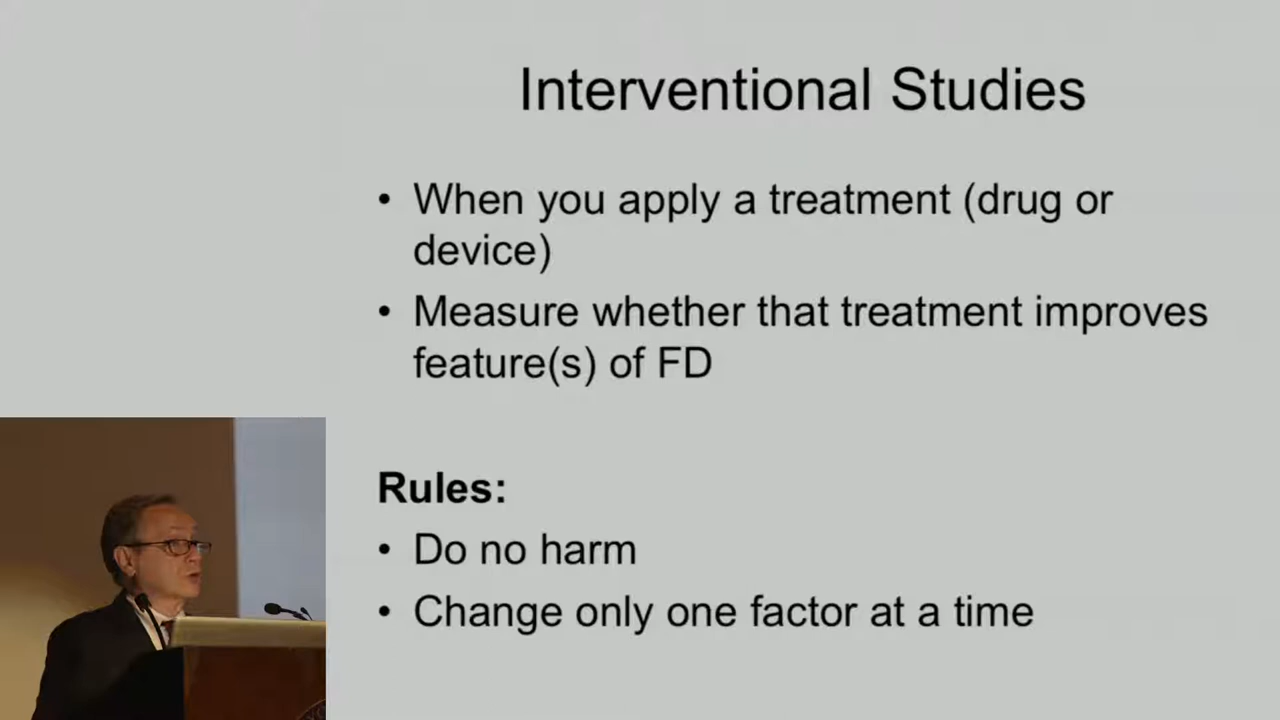 Interventional Studies
• When you apply a treatment (drug or
device)
• Measure whether that treatment improves
feature(s) of FD
Rules:
• Do no harm
• Change only one factor at a time